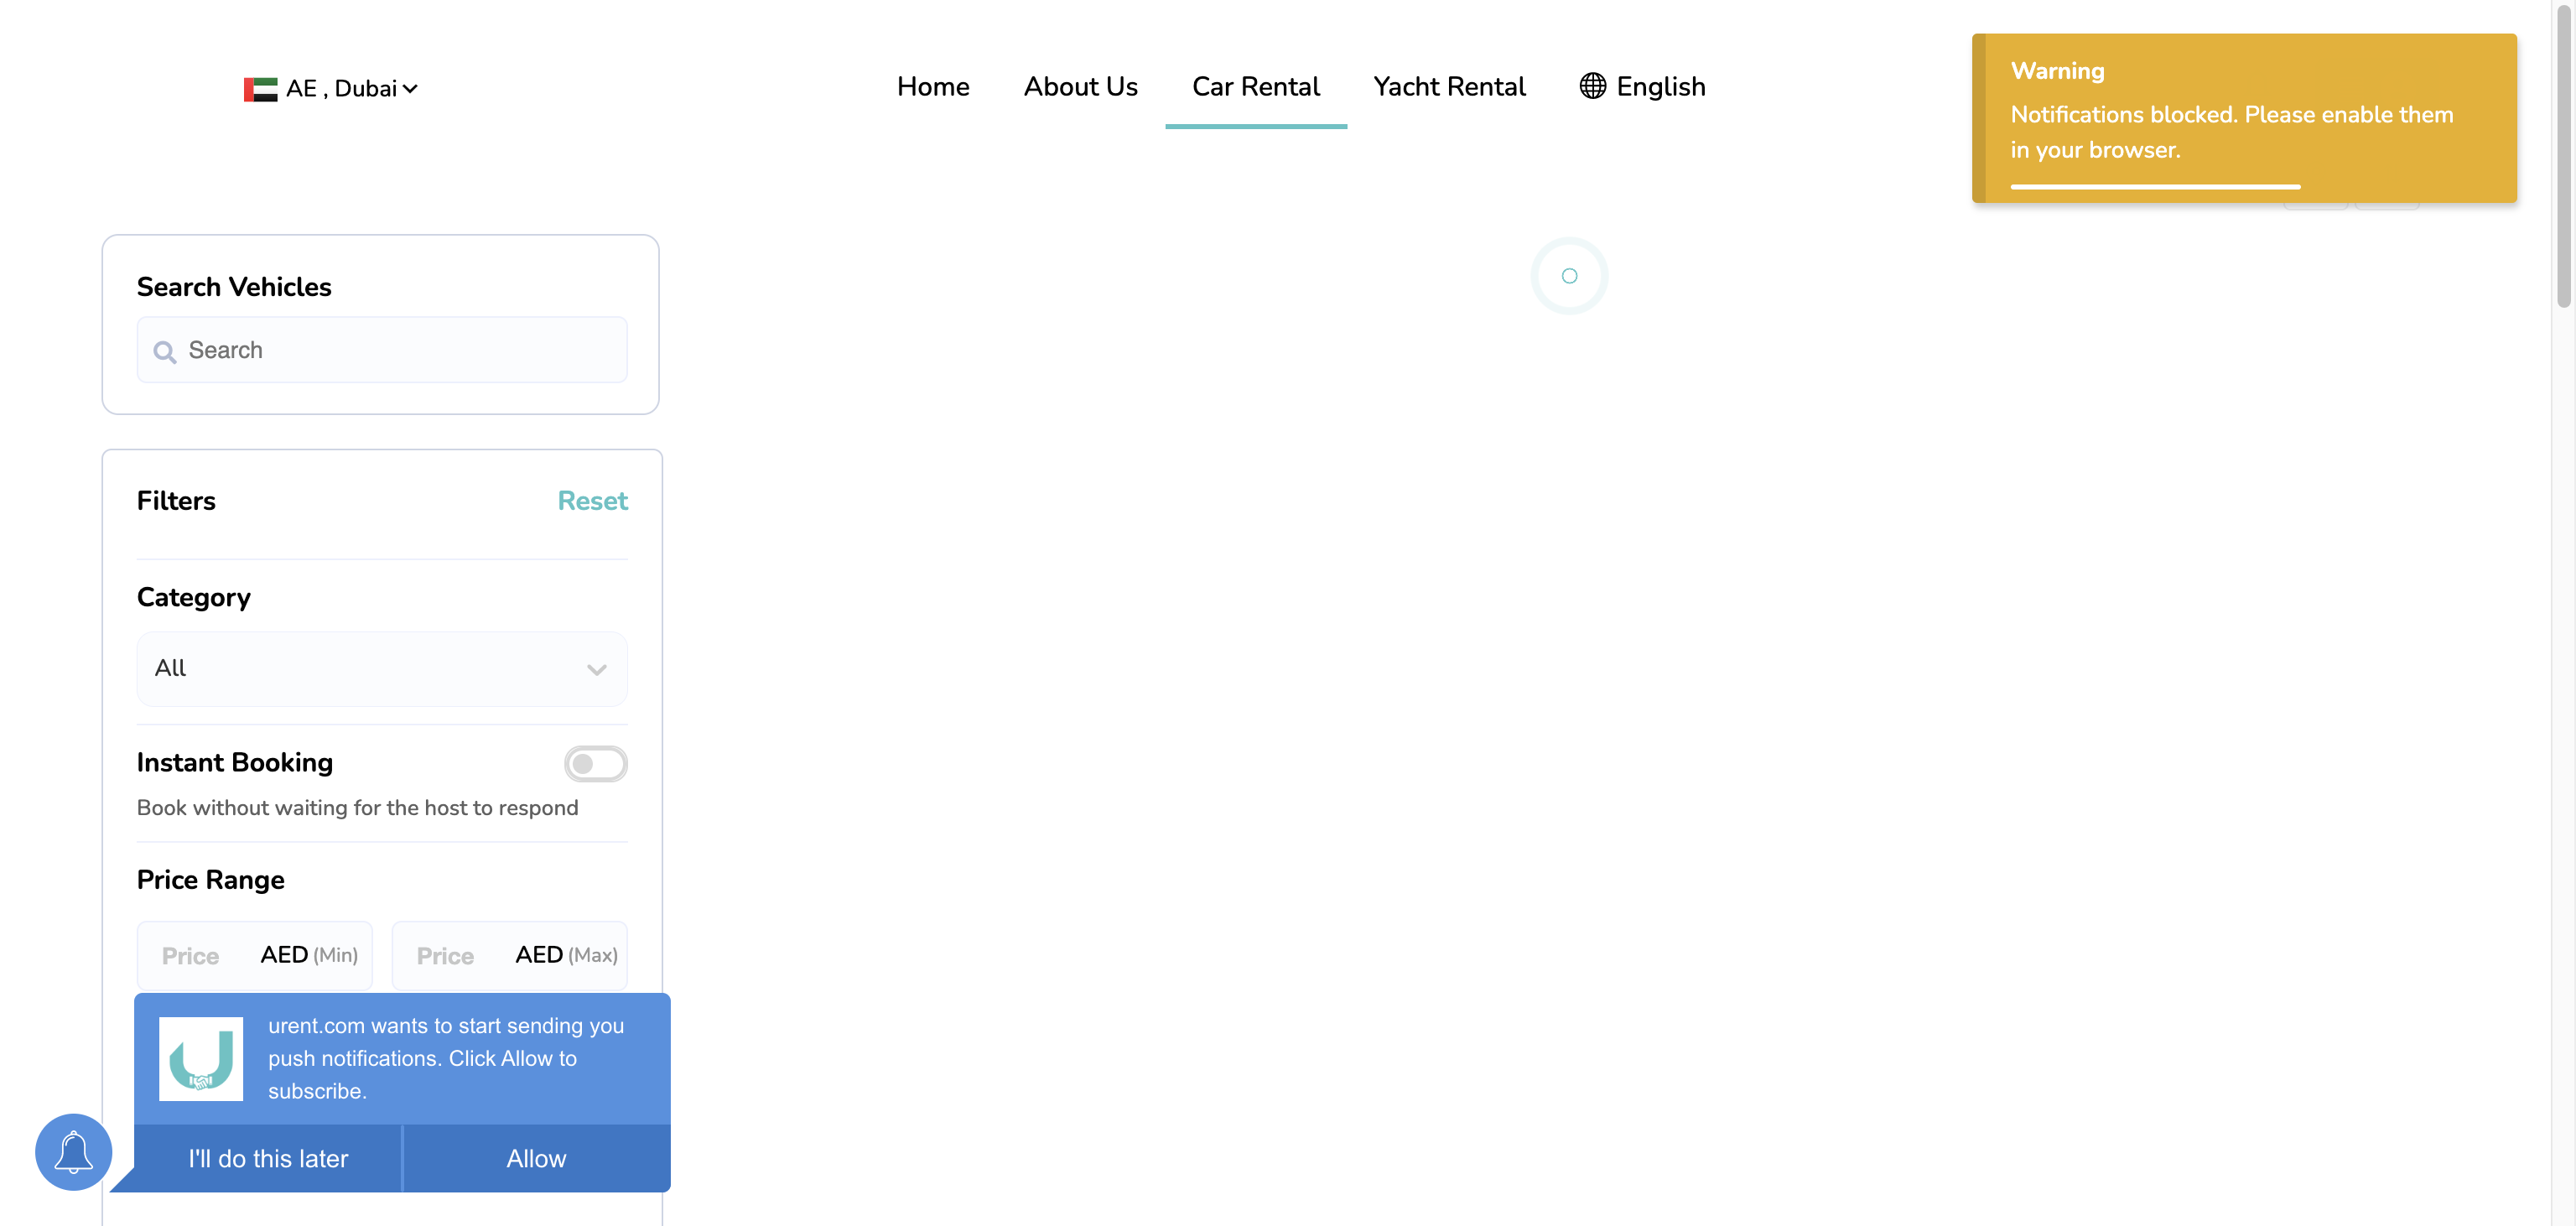 AE , Dubai
Home
About Us
Car Rental
Yacht Rental
English
Warning
Notifications blocked. Please enable them
in your browser.
Search Vehicles
Search
Filters
Reset
Category
All
Instant Booking
Book without waiting for the host to respond
Price Range
Price AED (Min)
Price AED (Max)
urent.com wants to start sending you
push notifications. Click Allow to
subscribe.
I'll do this later
Allow